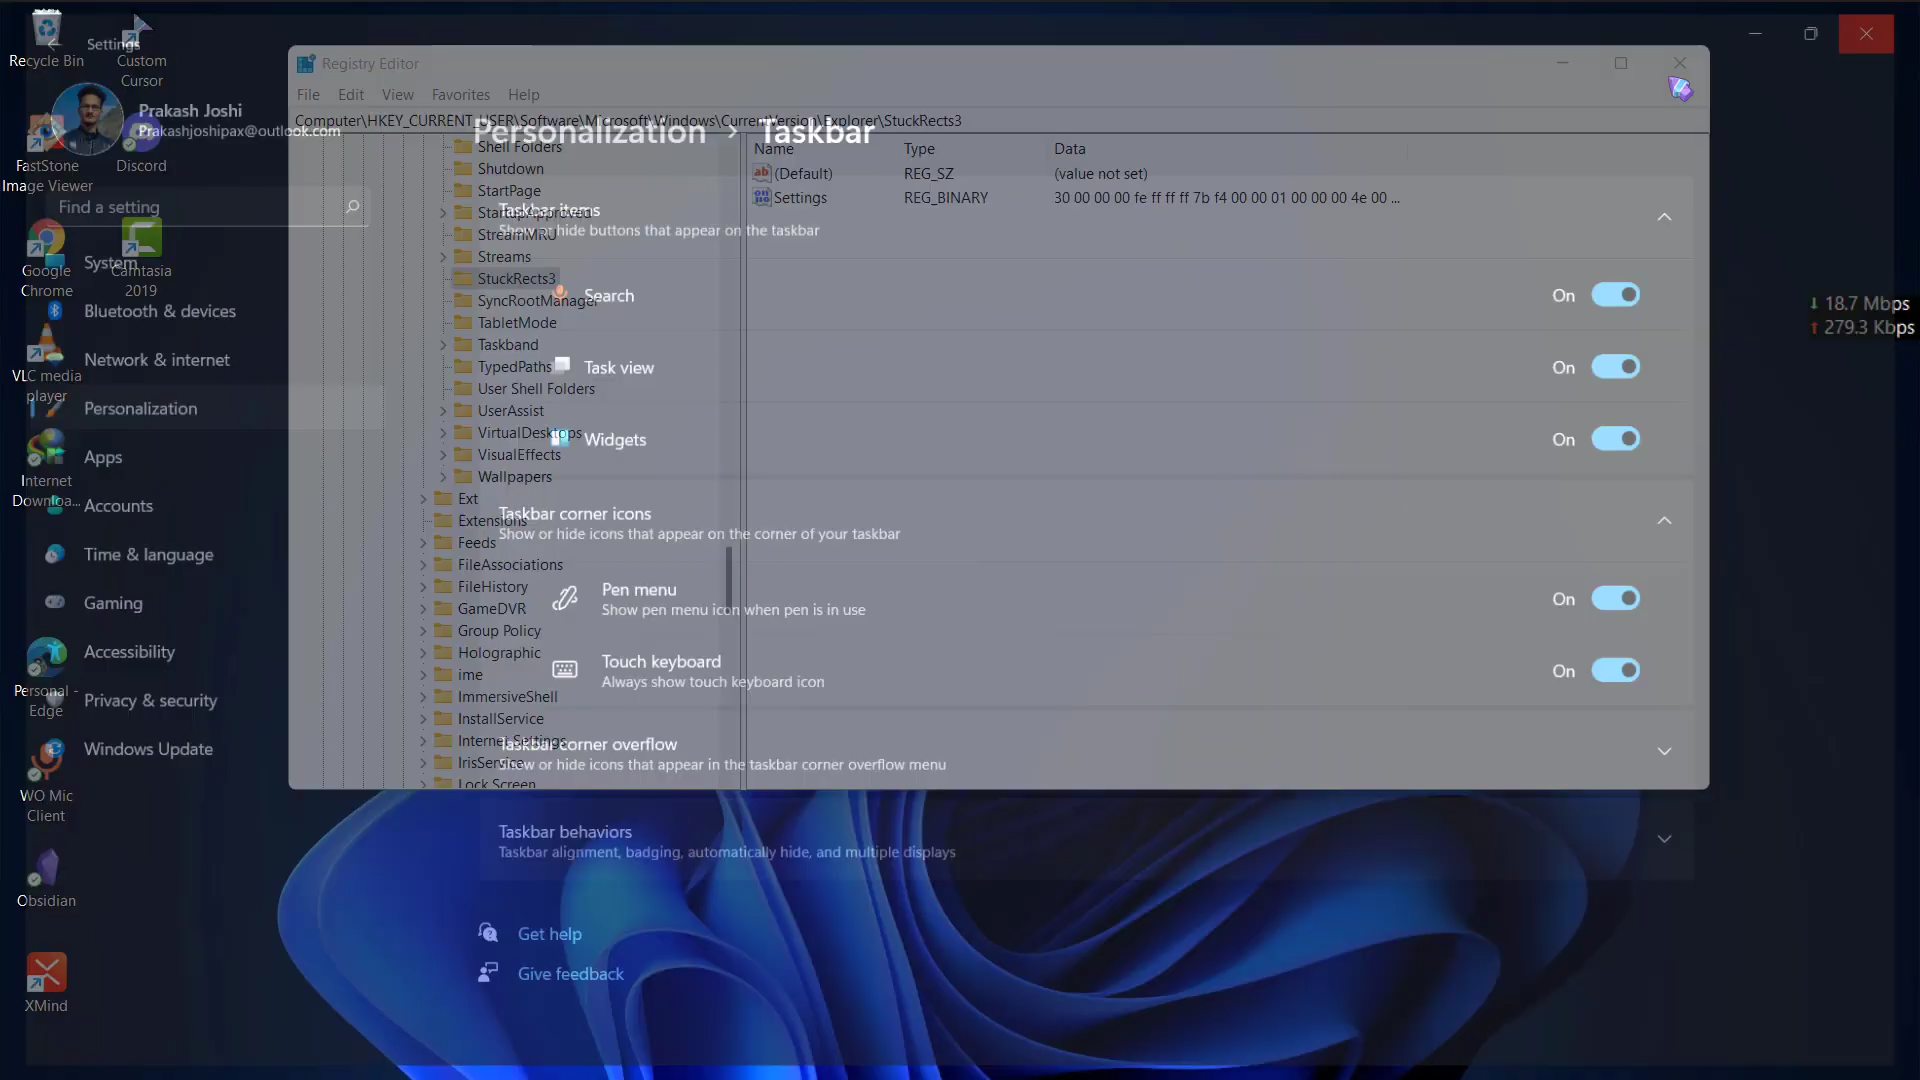 Recycle Bin
Custom
Cursor
FastStone
Image Viewer
Discord
Google
Chrome
Camtasia
2019
VLC media
player
Internet
Downloa...
Personal -
Edge
WO Mic
Client
Obsidian
XMind
Settings
Prakash Joshi
Prakashjoshipax@outlook.com
Find a setting
System
Bluetooth & devices
Network & internet
Personalization
Apps
Accounts
Time & language
Gaming
Accessibility
Privacy & security
Windows Update
Registry Editor
File Edit View Favorites Help
Computer\HKEY_CURRENT_USER\Software\Microsoft\Windows\CurrentVersion\Explorer\StuckRects3
Shell Folders
Shutdown
StartPage
StartupApproved
StreamMRU
Streams
StuckRects3
SyncRootManager
TabletMode
Taskband
TypedPaths
User Shell Folders
UserAssist
VirtualDesktops
VisualEffects
Wallpapers
Ext
Extensions
Feeds
FileAssociations
FileHistory
GameDVR
Group Policy
Holographic
ime
ImmersiveShell
InstallService
Internet Settings
IrisService
Lock Screen
Name Type Data
(Default) REG_SZ (value not set)
Settings REG_BINARY 30 00 00 00 fe ff ff ff 7b f4 00 00 01 00 00 00 4e 00 ...
Personalization > Taskbar
Taskbar items
Show or hide buttons that appear on the taskbar
Search On
Task view On
Widgets On
Taskbar corner icons
Show or hide icons that appear on the corner of your taskbar
Pen menu
Show pen menu icon when pen is in use
On
Touch keyboard
Always show touch keyboard icon
On
Taskbar corner overflow
Show or hide icons that appear in the taskbar corner overflow menu
Taskbar behaviors
Taskbar alignment, badging, automatically hide, and multiple displays
Get help
Give feedback
↓ 18.7 Mbps
↑ 279.3 Kbps